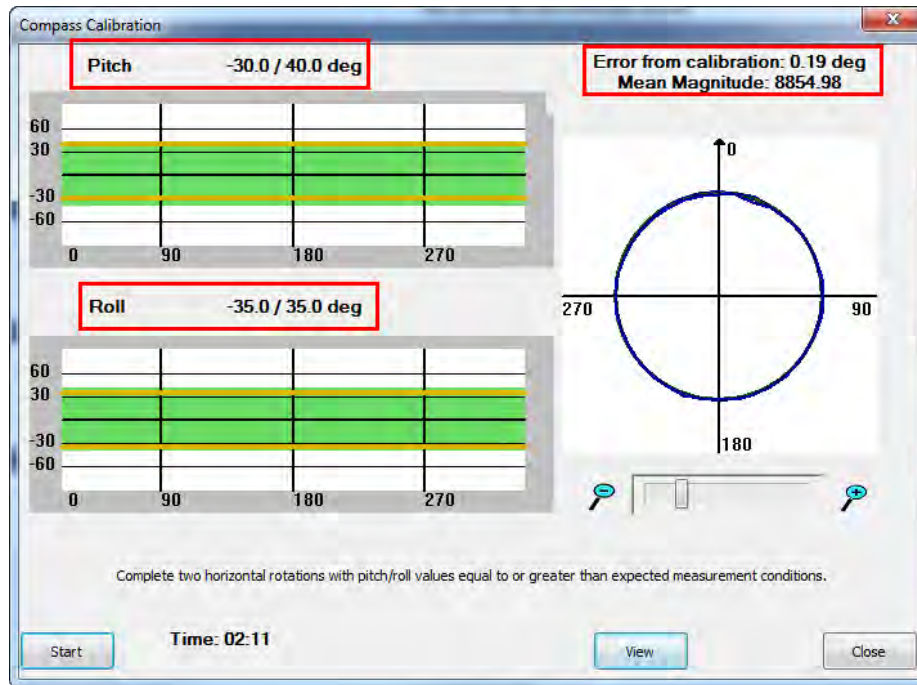 Compass Calibration
Pitch -30.0 / 40.0 deg
60
30
-30
-60
0 90 180 270
Roll -35.0 / 35.0 deg
60
30
-30
-60
0 90 180 270
Error from calibration: 0.19 deg
Mean Magnitude: 8854.98
0
270 90
180
Complete two horizontal rotations with pitch/roll values equal to or greater than expected measurement conditions.
Time: 02:11
Start View Close